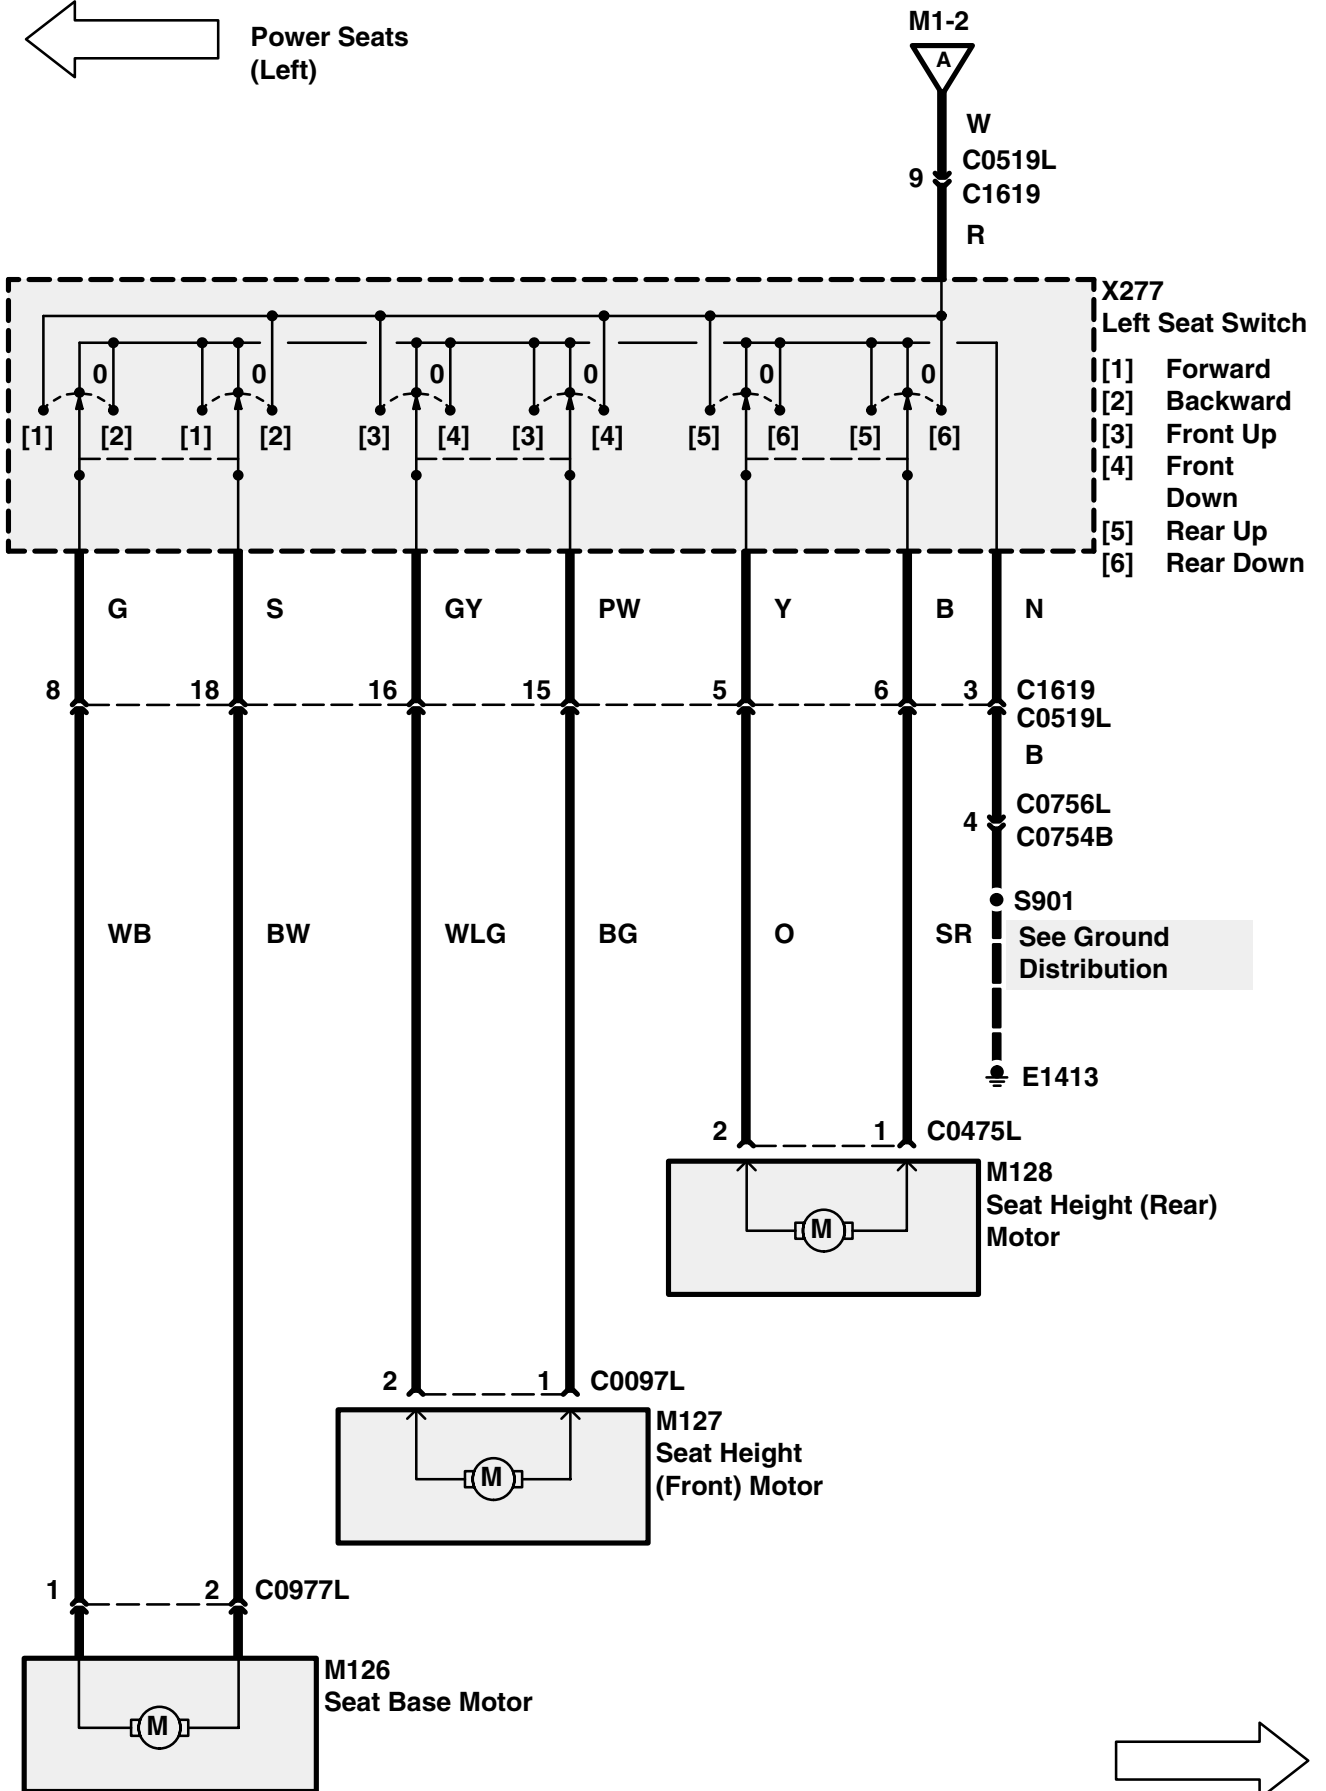 Power Seats
(Left)
M1-2
A
W
C0519L
9
C1619
R
X277
Left Seat Switch
0 0 0 0 0 0
[1] Forward
[2] Backward
[3] Front Up
[4] Front
Down
[5] Rear Up
[6] Rear Down
[1] [2] [1] [2] [3] [4] [3] [4] [5] [6] [5] [6]
G S GY PW Y B N
8 18 16 15 5 6 3 C1619
C0519L
B
C0756L
4
C0754B
S901
WB BW WLG BG O SR
See Ground
Distribution
E1413
2 1 C0475L
M128
Seat Height (Rear)
Motor
M
2 1 C0097L
M127
Seat Height
(Front) Motor
M
1 2 C0977L
M126
Seat Base Motor
M